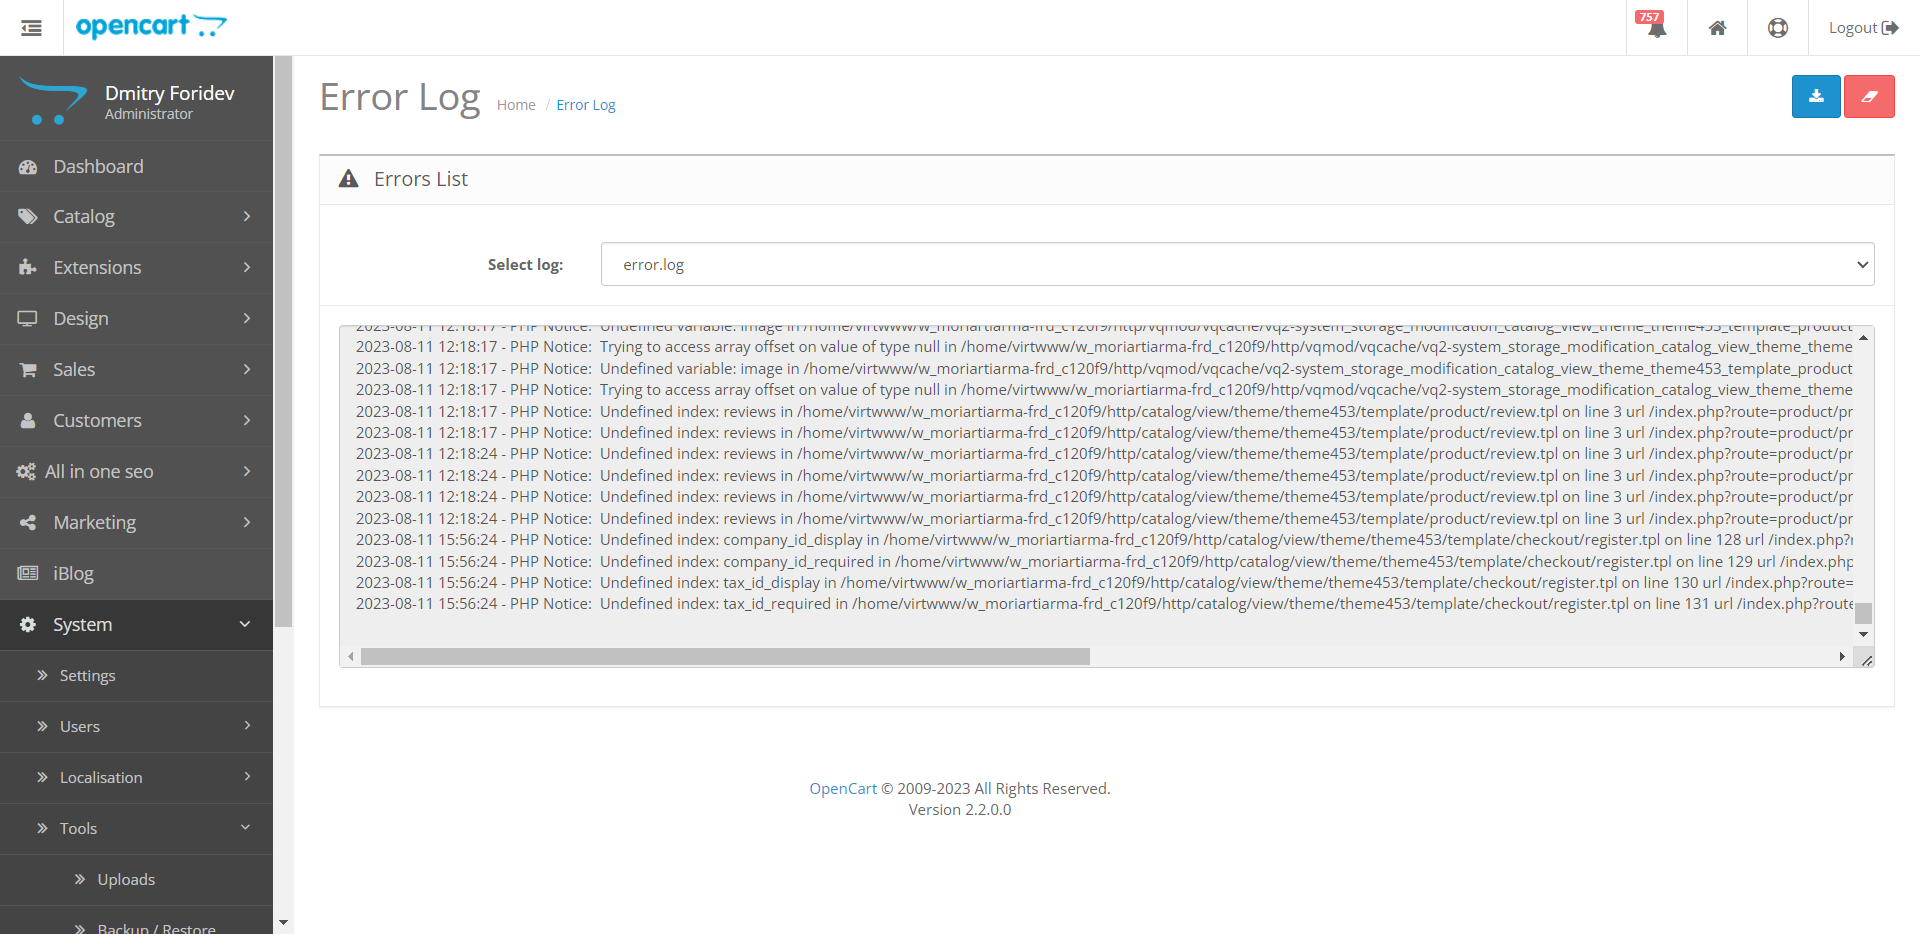 opencart
757
Logout
Dmitry Foridev
Administrator
Dashboard
Catalog
Extensions
Design
Sales
Customers
All in one seo
Marketing
iBlog
System
Settings
Users
Localisation
Tools
Uploads
Backup / Restore
Error Log
Home / Error Log
Errors List
Select log:
error.log
2023-08-11 12:18:17 - PHP Notice:  Undefined variable: image in /home/virtwww/w_moriartiarma-frd_c120f9/http/vqmod/vqcache/vq2-system_storage_modification_catalog_view_theme_theme453_template_product
2023-08-11 12:18:17 - PHP Notice:  Trying to access array offset on value of type null in /home/virtwww/w_moriartiarma-frd_c120f9/http/vqmod/vqcache/vq2-system_storage_modification_catalog_view_theme_theme
2023-08-11 12:18:17 - PHP Notice:  Undefined variable: image in /home/virtwww/w_moriartiarma-frd_c120f9/http/vqmod/vqcache/vq2-system_storage_modification_catalog_view_theme_theme453_template_product
2023-08-11 12:18:17 - PHP Notice:  Trying to access array offset on value of type null in /home/virtwww/w_moriartiarma-frd_c120f9/http/vqmod/vqcache/vq2-system_storage_modification_catalog_view_theme_theme
2023-08-11 12:18:17 - PHP Notice:  Undefined index: reviews in /home/virtwww/w_moriartiarma-frd_c120f9/http/catalog/view/theme/theme453/template/product/review.tpl on line 3 url /index.php?route=product/pr
2023-08-11 12:18:17 - PHP Notice:  Undefined index: reviews in /home/virtwww/w_moriartiarma-frd_c120f9/http/catalog/view/theme/theme453/template/product/review.tpl on line 3 url /index.php?route=product/pr
2023-08-11 12:18:24 - PHP Notice:  Undefined index: reviews in /home/virtwww/w_moriartiarma-frd_c120f9/http/catalog/view/theme/theme453/template/product/review.tpl on line 3 url /index.php?route=product/pr
2023-08-11 12:18:24 - PHP Notice:  Undefined index: reviews in /home/virtwww/w_moriartiarma-frd_c120f9/http/catalog/view/theme/theme453/template/product/review.tpl on line 3 url /index.php?route=product/pr
2023-08-11 12:18:24 - PHP Notice:  Undefined index: reviews in /home/virtwww/w_moriartiarma-frd_c120f9/http/catalog/view/theme/theme453/template/product/review.tpl on line 3 url /index.php?route=product/pr
2023-08-11 12:18:24 - PHP Notice:  Undefined index: reviews in /home/virtwww/w_moriartiarma-frd_c120f9/http/catalog/view/theme/theme453/template/product/review.tpl on line 3 url /index.php?route=product/pr
2023-08-11 15:56:24 - PHP Notice:  Undefined index: company_id_display in /home/virtwww/w_moriartiarma-frd_c120f9/http/catalog/view/theme/theme453/template/checkout/register.tpl on line 128 url /index.php?
2023-08-11 15:56:24 - PHP Notice:  Undefined index: company_id_required in /home/virtwww/w_moriartiarma-frd_c120f9/http/catalog/view/theme/theme453/template/checkout/register.tpl on line 129 url /index.php
2023-08-11 15:56:24 - PHP Notice:  Undefined index: tax_id_display in /home/virtwww/w_moriartiarma-frd_c120f9/http/catalog/view/theme/theme453/template/checkout/register.tpl on line 130 url /index.php?route=
2023-08-11 15:56:24 - PHP Notice:  Undefined index: tax_id_required in /home/virtwww/w_moriartiarma-frd_c120f9/http/catalog/view/theme/theme453/template/checkout/register.tpl on line 131 url /index.php?route
OpenCart © 2009-2023 All Rights Reserved.
Version 2.2.0.0